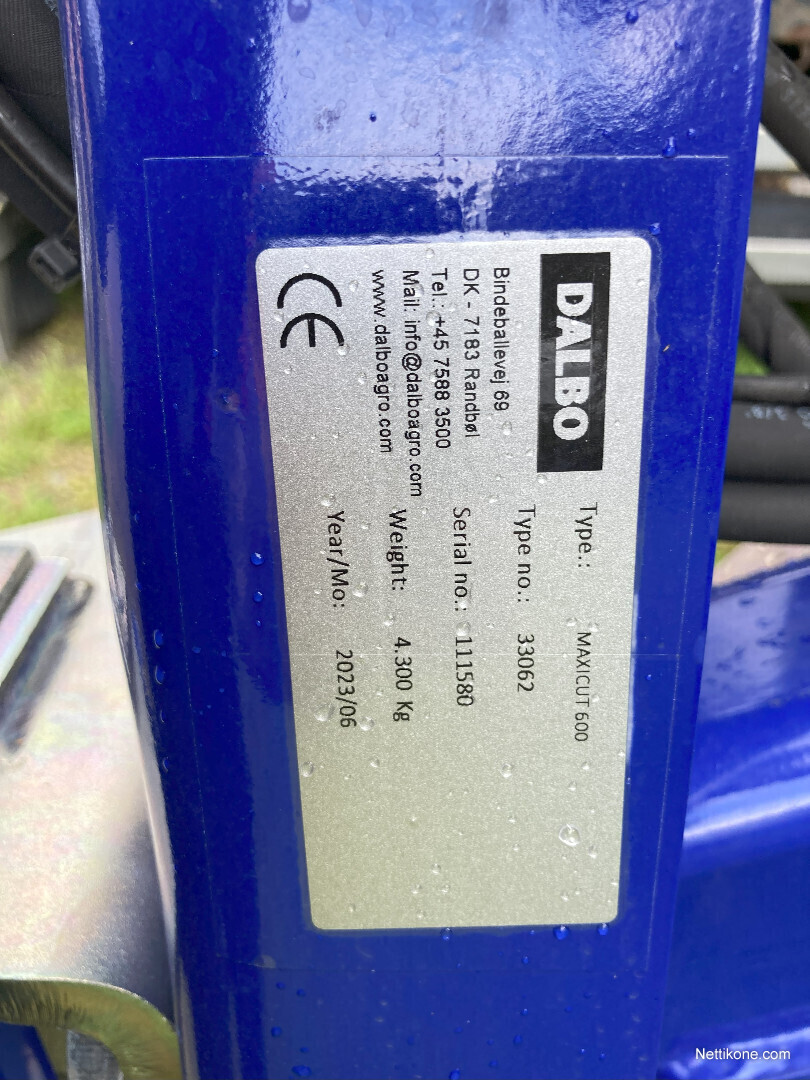 DALBO
Bindeballevej 69
DK - 7183 Randbøl
Tel.: +45 7588 3500
Mail: info@dalboagro.com
www.dalboagro.com
CE
Type.: MAXICUT 600
Type no.: 33062
Serial no.: 111580
Weight: 4.300 Kg
Year/Mo: 2023/06
Nettikone.com